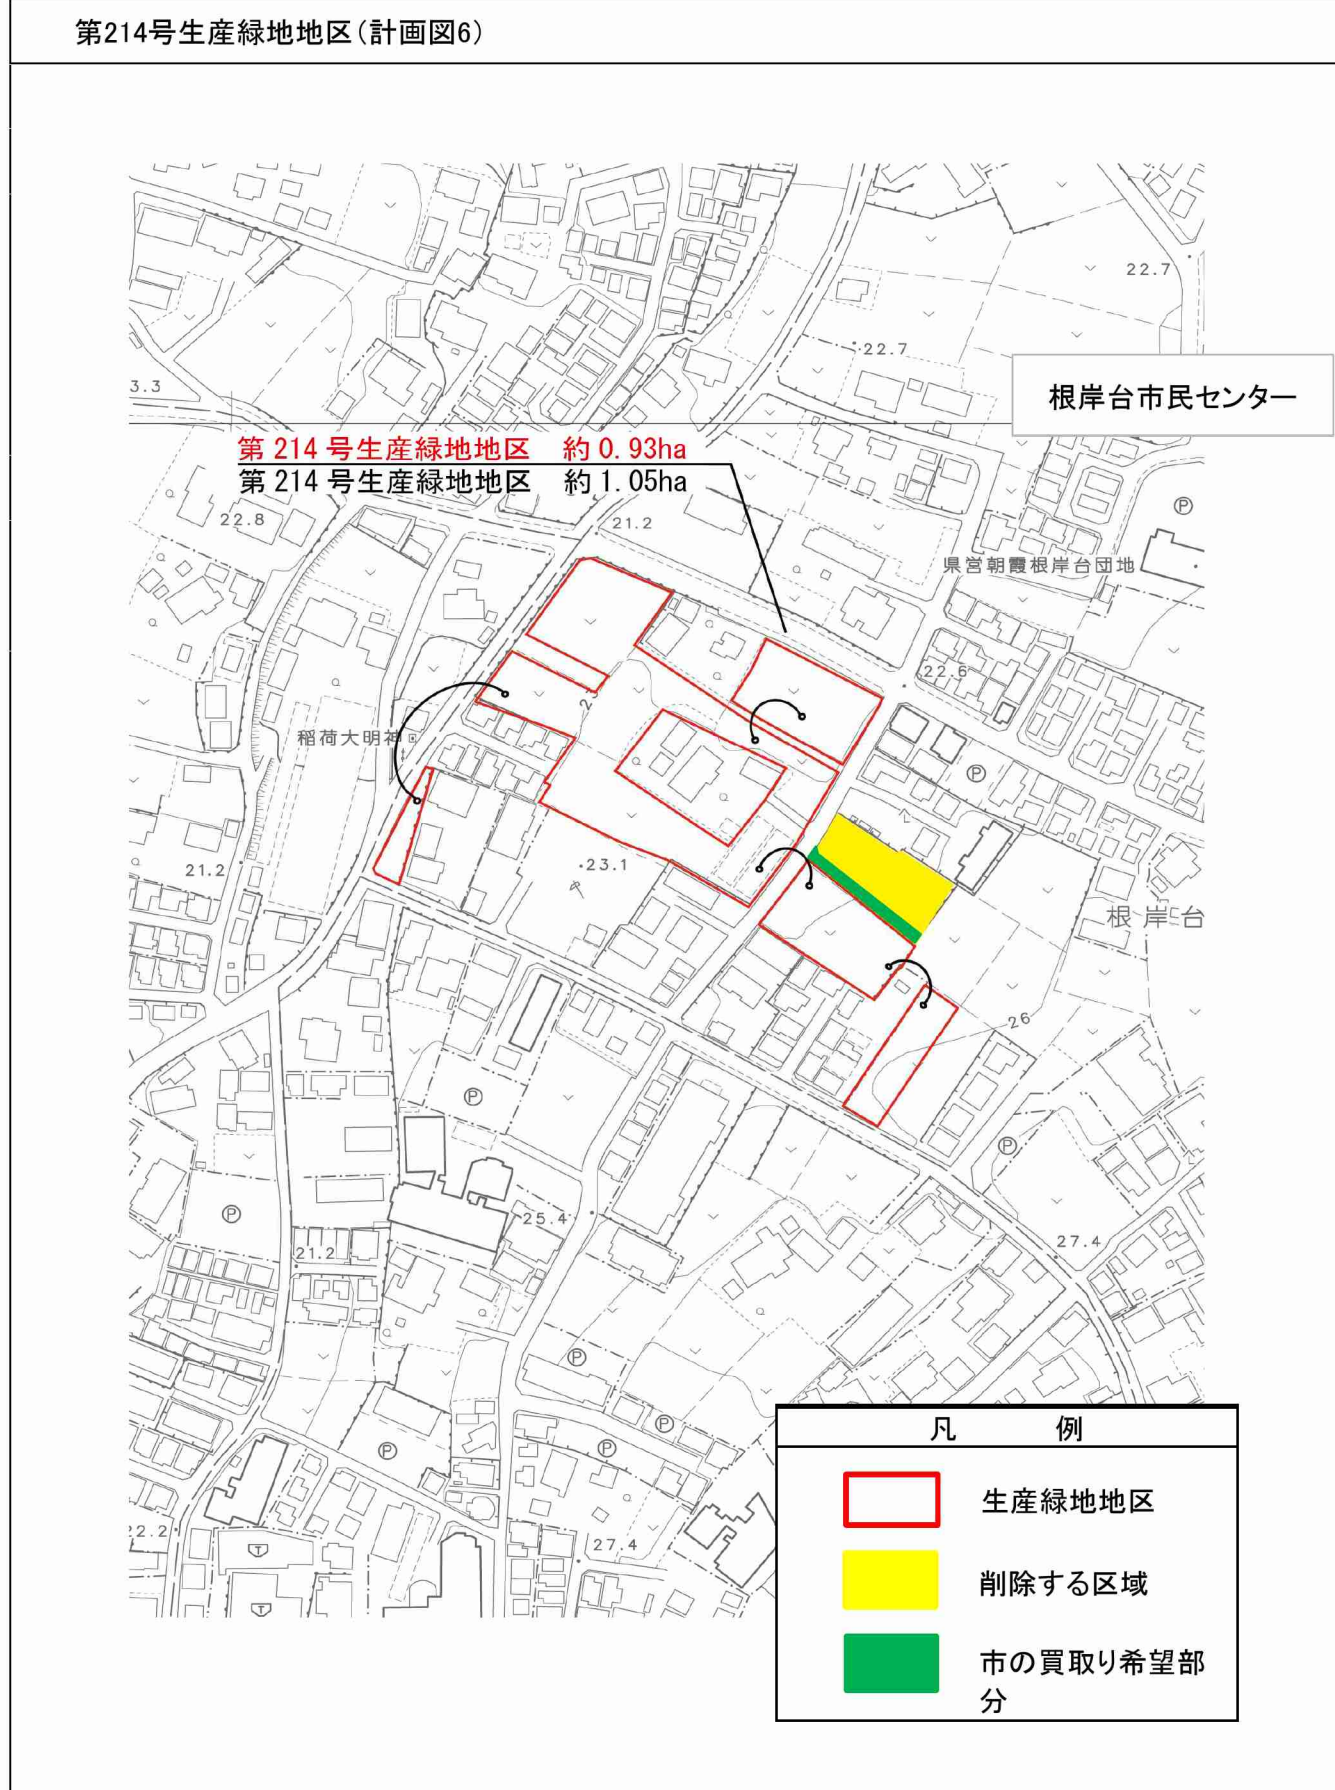 第214号生産緑地地区(計画図6)
22.7
22.7
3.3
根岸台市民センター
第214号生産緑地地区 約0.93ha
第214号生産緑地地区 約1.05ha
22.8
21.2
Ⓟ
県営朝霞根岸台団地
22.6
稲荷大明神
Ⓟ
21.2
23.1
根岸台
26
Ⓟ
Ⓟ
Ⓟ
25.4
21.2
27.4
Ⓟ
Ⓟ
Ⓟ
Ⓟ
22.2
27.4
T
T
凡 例
生産緑地地区
削除する区域
市の買取り希望部
分